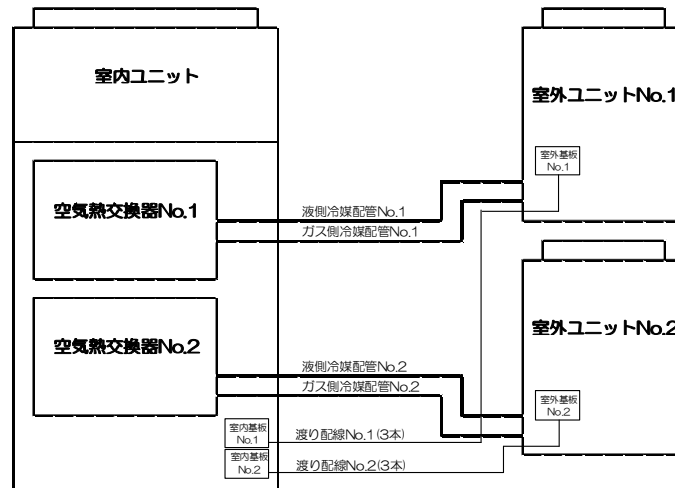 室内ユニット
室外ユニットNo.1
室外基板
No.1
空気熱交換器No.1
液側冷媒配管No.1
ガス側冷媒配管No.1
空気熱交換器No.2
室外ユニットNo.2
液側冷媒配管No.2
ガス側冷媒配管No.2
室外基板
No.2
室内基板
No.1
渡り配線No.1(3本)
室内基板
No.2
渡り配線No.2(3本)